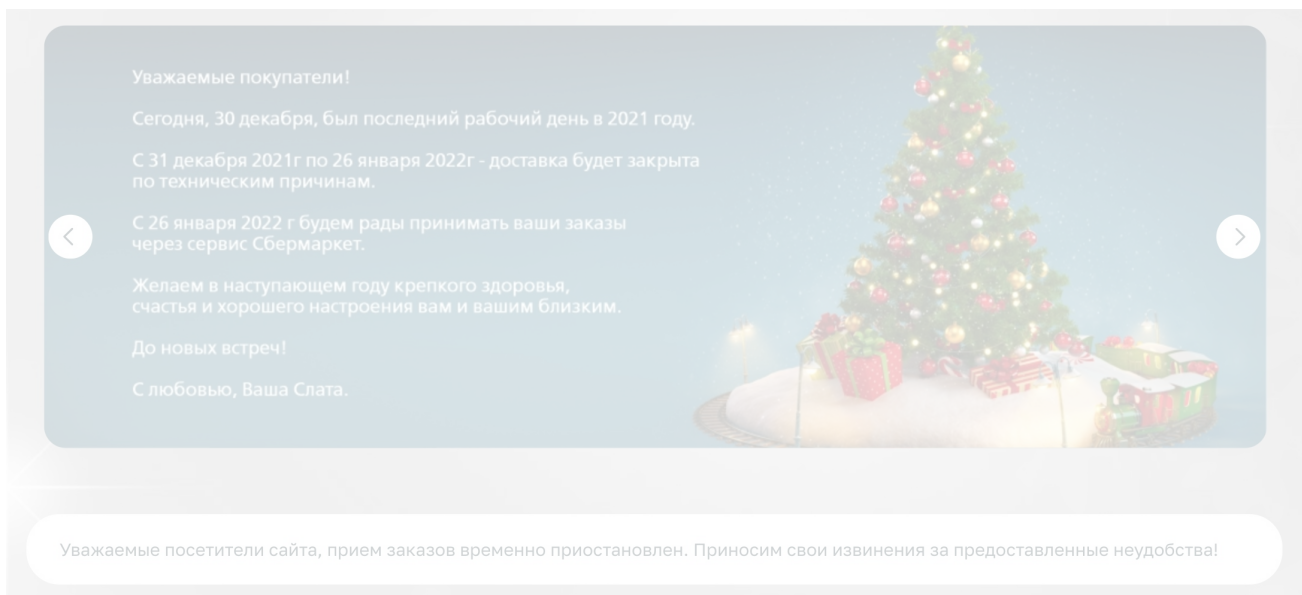 Уважаемые покупатели!
Сегодня, 30 декабря, был последний рабочий день в 2021 году.
С 31 декабря 2021г по 26 января 2022г - доставка будет закрыта
по техническим причинам.
С 26 января 2022 г будем рады принимать ваши заказы
через сервис Сбермаркет.
Желаем в наступающем году крепкого здоровья,
счастья и хорошего настроения вам и вашим близким.
До новых встреч!
С любовью, Ваша Слата.
Уважаемые посетители сайта, прием заказов временно приостановлен. Приносим свои извинения за предоставленные неудобства!